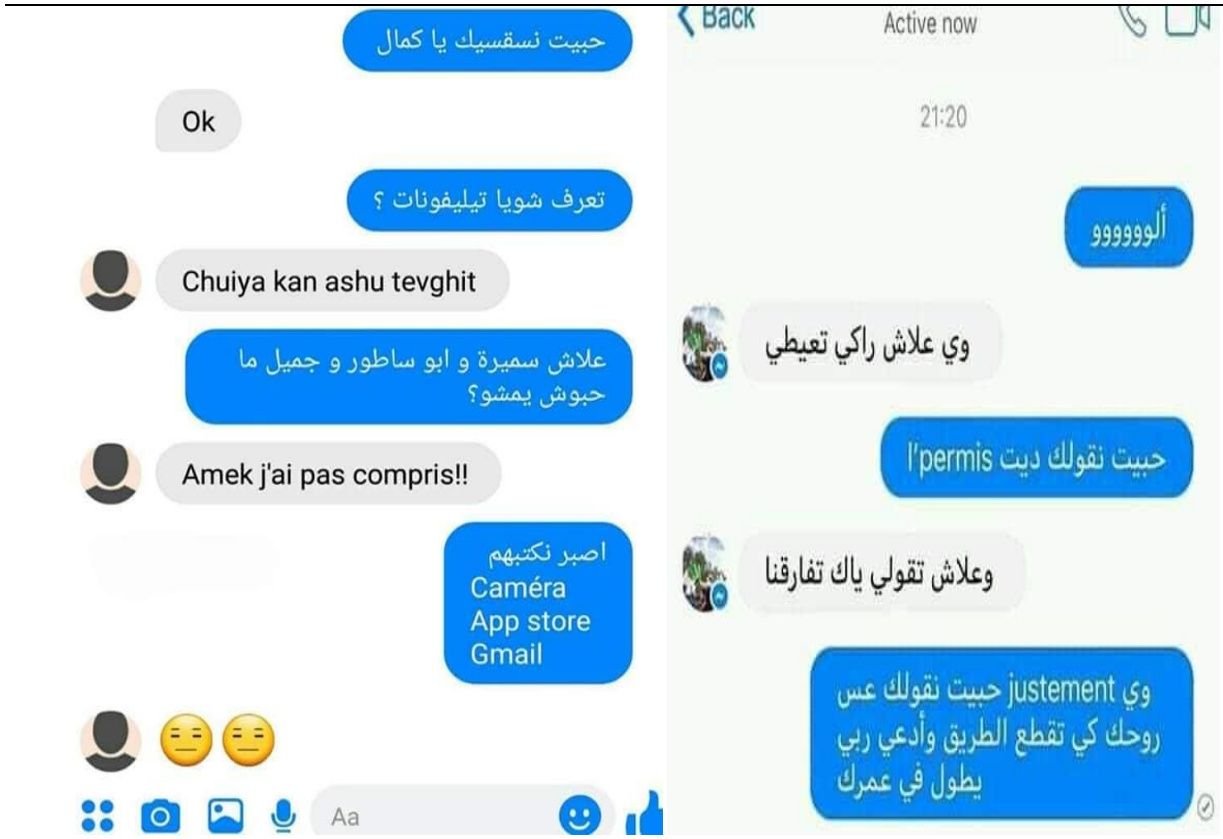 حبيت نسقسيك يا كمال
Ok
تعرف شويا تيليفونات ؟
Chuiya kan ashu tevghit
علاش سميرة و ابو ساطور و جميل ما
حبوش يمشو؟
Amek j'ai pas compris!!
اصبر نكتبهم
Caméra
App store
Gmail
Aa
Back
Active now
21:20
ألووووووو
وي علاش راكي تعيطي
حبيت نقولك ديت l'permis
وعلاش تقولي ياك تفارقنا
وي justement حبيت نقولك عس
روحك كي تقطع الطريق وأدعي ربي
يطول في عمرك